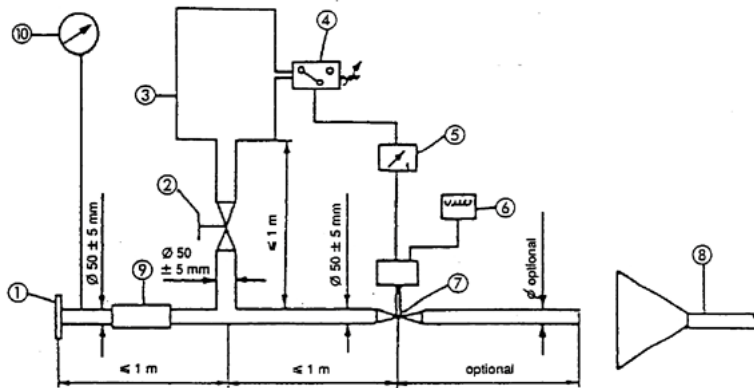 10
4
3
5
2
≤ 1 m
6
Ø 50 ± 5 mm
Ø 50
± 5 mm
Ø 50 ± 5 mm
Ø optional
8
9
7
1
≤ 1 m
≤ 1 m
optional